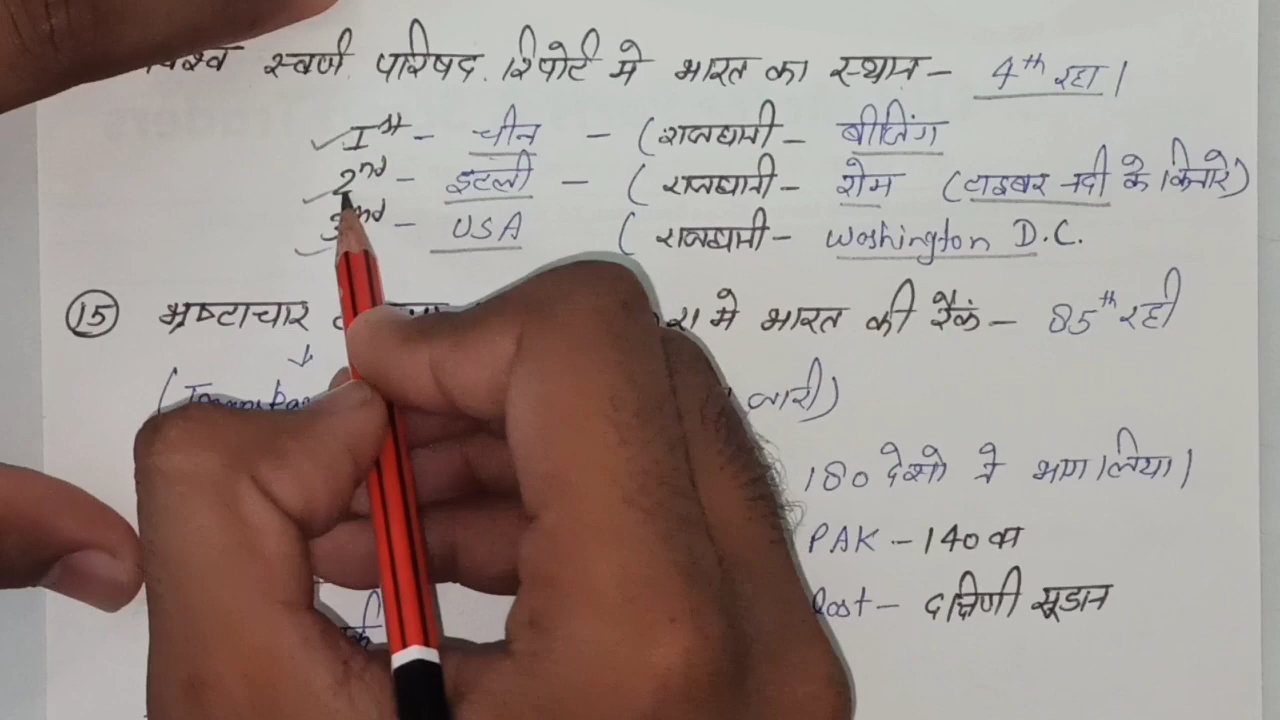 स्वर्ण परिषद रिपोर्ट मे भारत का स्थान - 4th रहा।
1st - चीन - (राजधानी - बीजिंग
2nd - इटली - (राजधानी - रोम (टाइबर नदी के किनारे)
3rd - USA (राजधानी - Washington D.C.
15 भ्रष्टाचार मे भारत की रैंक - 85th रही
जारी)
180 देशो ने भाग लिया।
PAK - 140 वा
Last - दक्षिणी सूडान